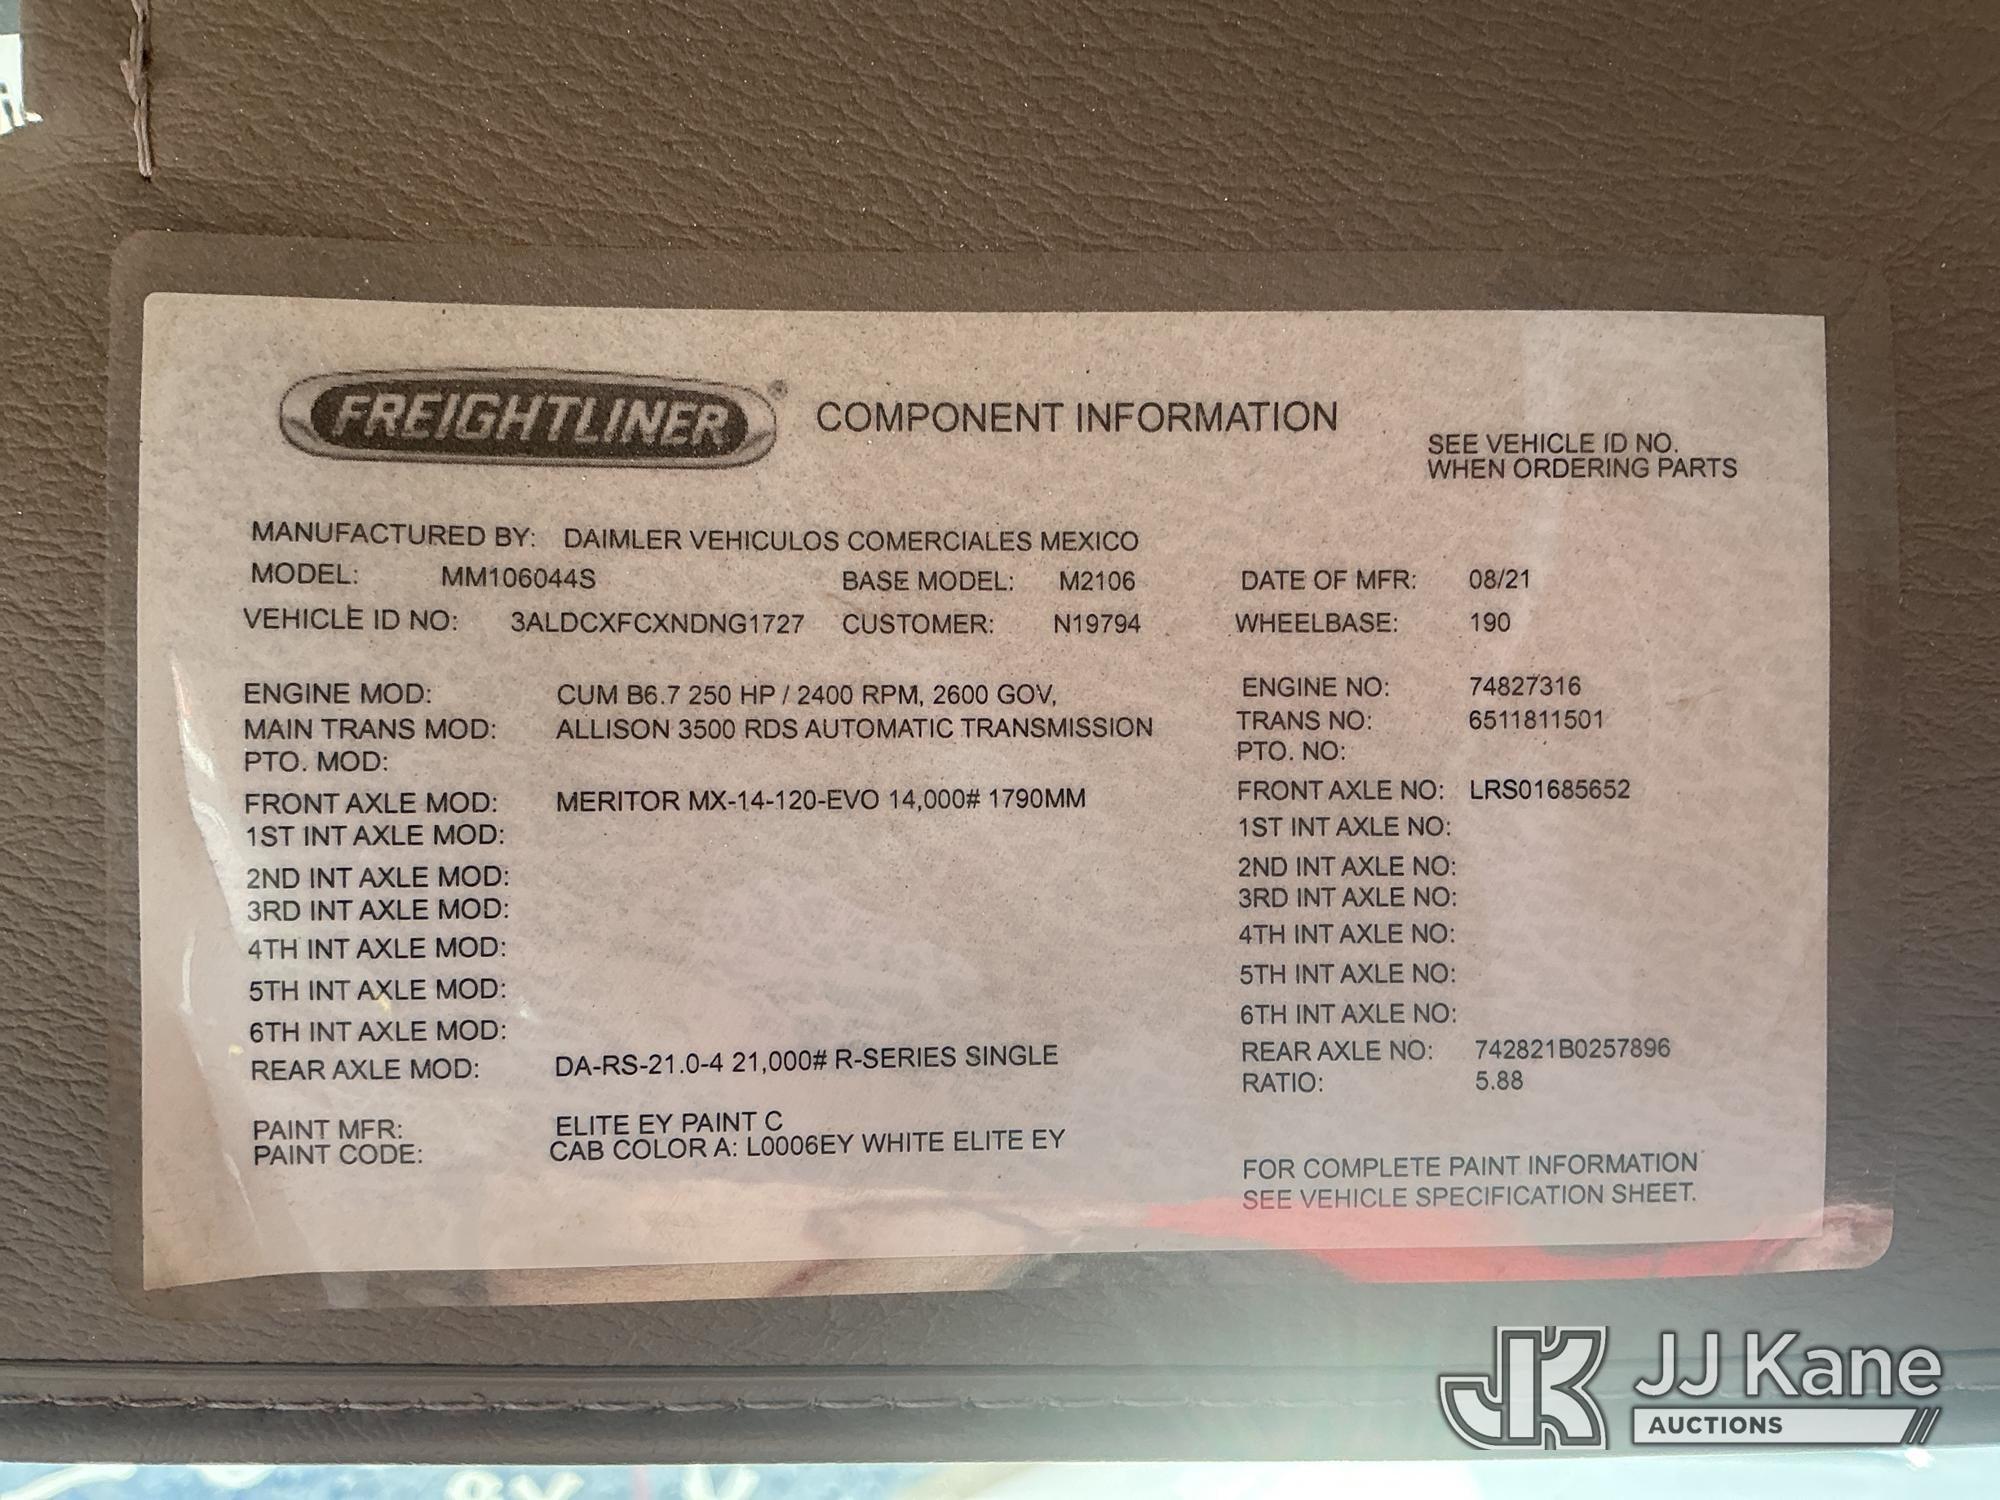 FREIGHTLINER® COMPONENT INFORMATION
SEE VEHICLE ID NO.
WHEN ORDERING PARTS
MANUFACTURED BY: DAIMLER VEHICULOS COMERCIALES MEXICO
MODEL: MM106044S BASE MODEL: M2106 DATE OF MFR: 08/21
VEHICLE ID NO: 3ALDCXFCXNDNG1727 CUSTOMER: N19794 WHEELBASE: 190
ENGINE MOD: CUM B6.7 250 HP / 2400 RPM, 2600 GOV, ENGINE NO: 74827316
MAIN TRANS MOD: ALLISON 3500 RDS AUTOMATIC TRANSMISSION TRANS NO: 6511811501
PTO. MOD: PTO. NO:
FRONT AXLE MOD: MERITOR MX-14-120-EVO 14,000# 1790MM FRONT AXLE NO: LRS01685652
1ST INT AXLE MOD: 1ST INT AXLE NO:
2ND INT AXLE MOD: 2ND INT AXLE NO:
3RD INT AXLE MOD: 3RD INT AXLE NO:
4TH INT AXLE MOD: 4TH INT AXLE NO:
5TH INT AXLE MOD: 5TH INT AXLE NO:
6TH INT AXLE MOD: 6TH INT AXLE NO:
REAR AXLE MOD: DA-RS-21.0-4 21,000# R-SERIES SINGLE REAR AXLE NO: 742821B0257896
RATIO: 5.88
PAINT MFR: ELITE EY PAINT C
PAINT CODE: CAB COLOR A: L0006EY WHITE ELITE EY
FOR COMPLETE PAINT INFORMATION
SEE VEHICLE SPECIFICATION SHEET.
JK JJ Kane
AUCTIONS